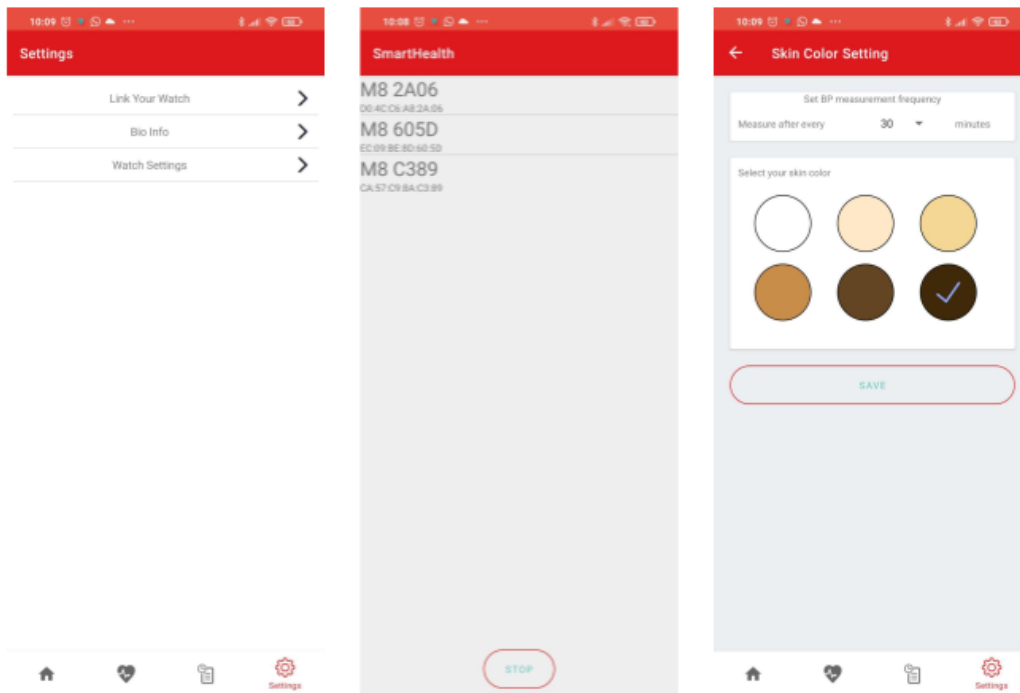 10:09
Settings
Link Your Watch
Bio Info
Watch Settings
Settings
10:08
SmartHealth
M8 2A06
D0:4C:C6:A8:2A:06
M8 605D
EC:09:BE:8D:60:5D
M8 C389
CA:57:C9:8A:C3:89
STOP
10:09
Skin Color Setting
Set BP measurement frequency
Measure after every 30 minutes
Select your skin color
SAVE
Settings